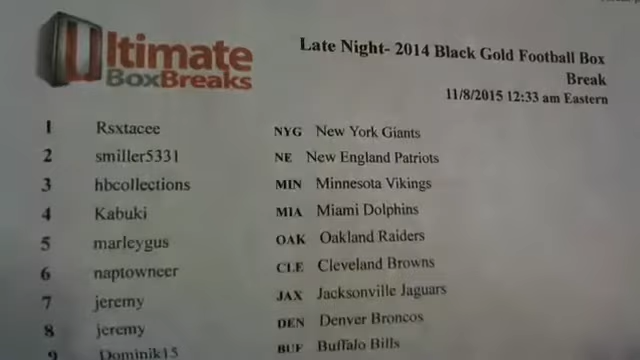 Ultimate
BoxBreaks
Late Night- 2014 Black Gold Football Box
Break
11/8/2015 12:33 am Eastern
1 Rsxtacee NYG New York Giants
2 smiller5331 NE New England Patriots
3 hbcollections MIN Minnesota Vikings
4 Kabuki MIA Miami Dolphins
5 marleygus OAK Oakland Raiders
6 naptowncer CLE Cleveland Browns
7 jeremy JAX Jacksonville Jaguars
8 jeremy DEN Denver Broncos
9 Dominik15 BUF Buffalo Bills